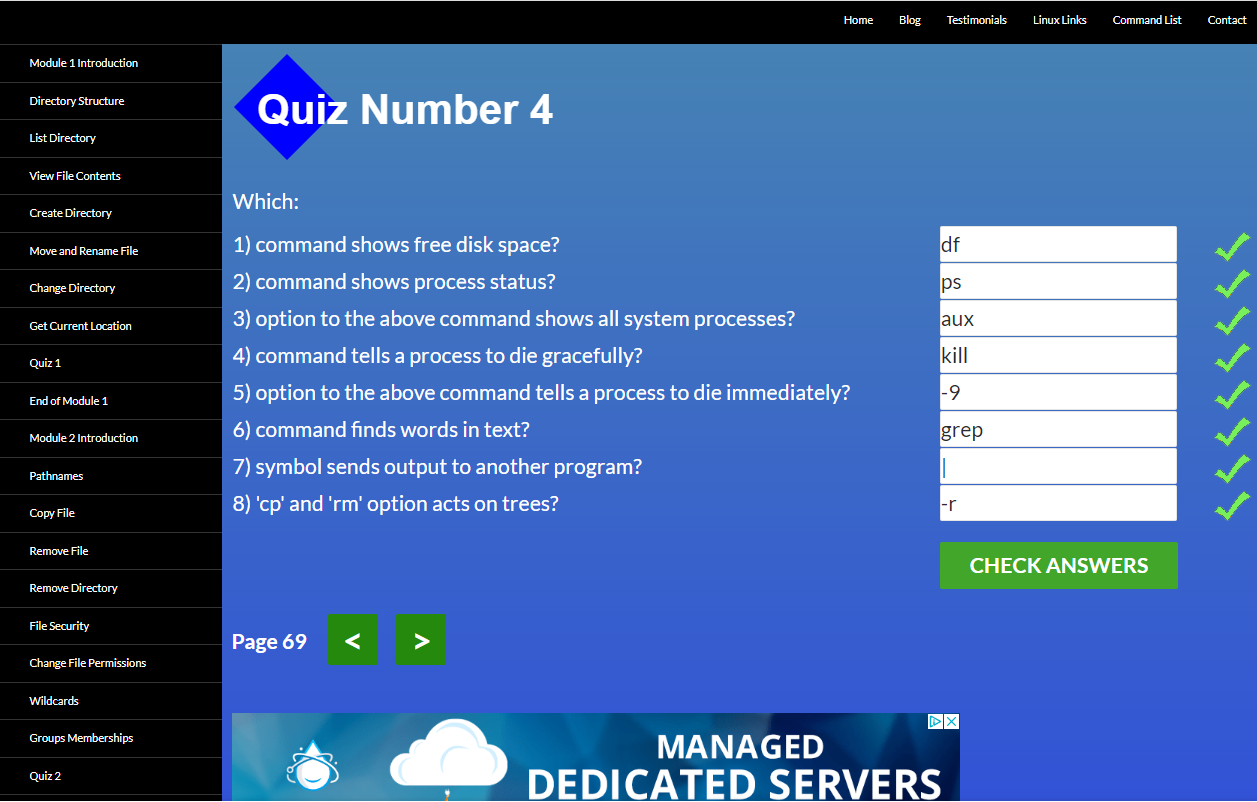 Home Blog Testimonials Linux Links Command List Contact
Module 1 Introduction
Directory Structure
List Directory
View File Contents
Create Directory
Move and Rename File
Change Directory
Get Current Location
Quiz 1
End of Module 1
Module 2 Introduction
Pathnames
Copy File
Remove File
Remove Directory
File Security
Change File Permissions
Wildcards
Groups Memberships
Quiz 2
Quiz Number 4
Which:
1) command shows free disk space? df
2) command shows process status? ps
3) option to the above command shows all system processes? aux
4) command tells a process to die gracefully? kill
5) option to the above command tells a process to die immediately? -9
6) command finds words in text? grep
7) symbol sends output to another program? |
8) 'cp' and 'rm' option acts on trees? -r
CHECK ANSWERS
Page 69 < >
MANAGED
DEDICATED SERVERS